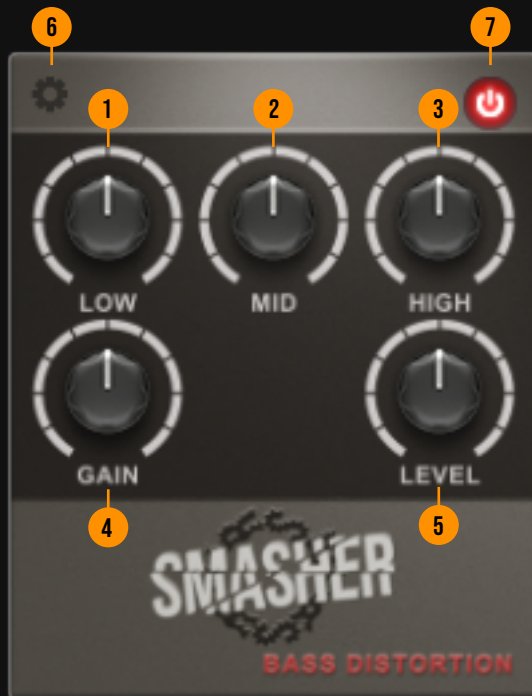 6 7
1 2 3
LOW MID HIGH
GAIN LEVEL
4 5
SMASHER
BASS DISTORTION